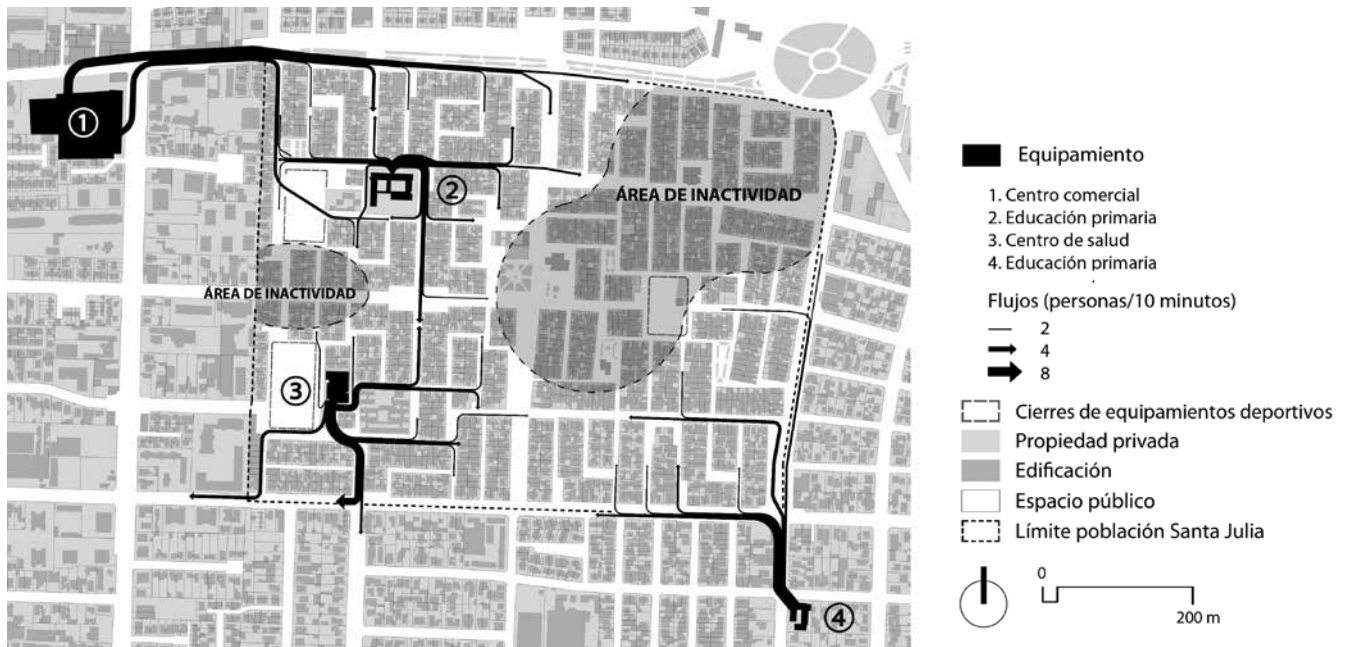 ①
②
ÁREA DE INACTIVIDAD
ÁREA DE INACTIVIDAD
③
④
Equipamiento
1. Centro comercial
2. Educación primaria
3. Centro de salud
4. Educación primaria
Flujos (personas/10 minutos)
2
4
8
Cierres de equipamientos deportivos
Propiedad privada
Edificación
Espacio público
Límite población Santa Julia
0
200 m